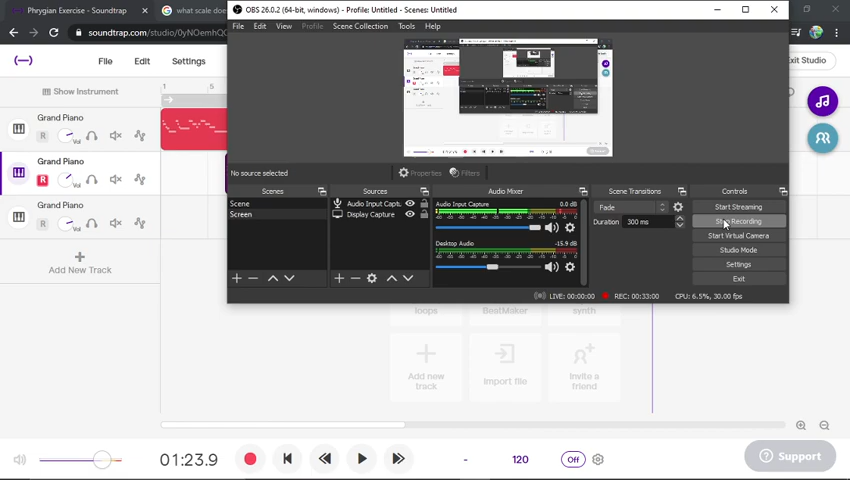 Phrygian Exercise - Soundtrap
what scale does
OBS 26.0.2 (64-bit, windows) - Profile: Untitled - Scenes: Untitled
soundtrap.com/studio/0yNOemhQC
File Edit View Profile Scene Collection Tools Help
File Edit Settings
Exit Studio
Show Instrument
1 5
Grand Piano
R Vol
Grand Piano
R Vol
Grand Piano
R Vol
Add New Track
No source selected
Properties Filters
Scenes Sources Audio Mixer Scene Transitions Controls
Scene
Screen
Audio Input Captu
Display Capture
Audio Input Capture 0.0 dB
Desktop Audio -15.9 dB
Fade
Duration 300 ms
Start Streaming
Stop Recording
Start Virtual Camera
Studio Mode
Settings
Exit
LIVE: 00:00:00 REC: 00:33:00 CPU: 6.5%, 30.00 fps
loops BeatMaker synth
Add new track
Import file
Invite a friend
01:23.9
-
120
Off
Support